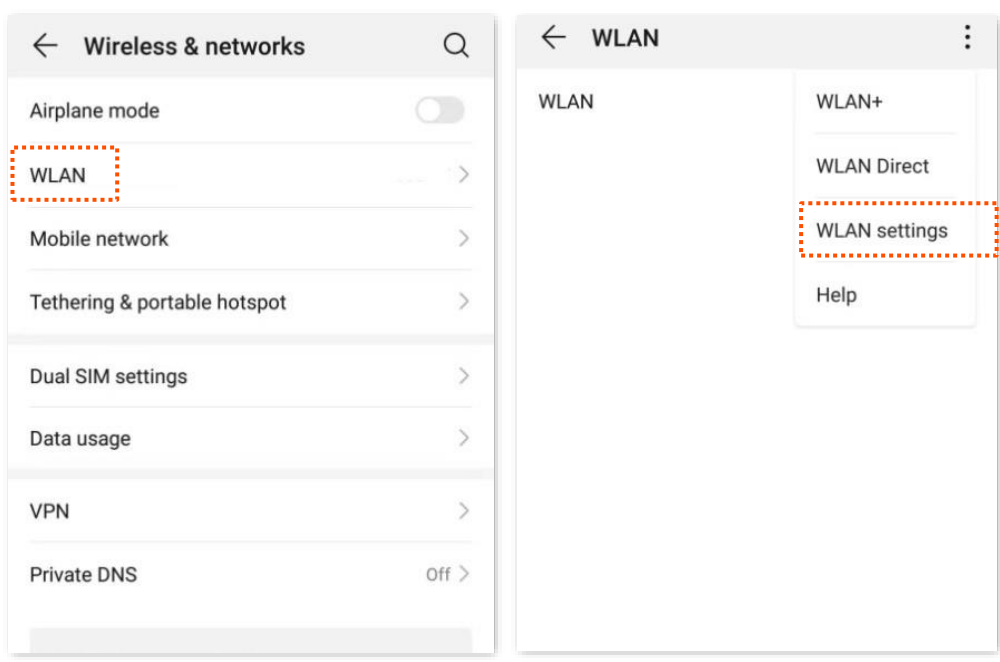 Wireless & networks
Airplane mode
WLAN
Mobile network
Tethering & portable hotspot
Dual SIM settings
Data usage
VPN
Private DNS
Off
WLAN
WLAN
WLAN+
WLAN Direct
WLAN settings
Help